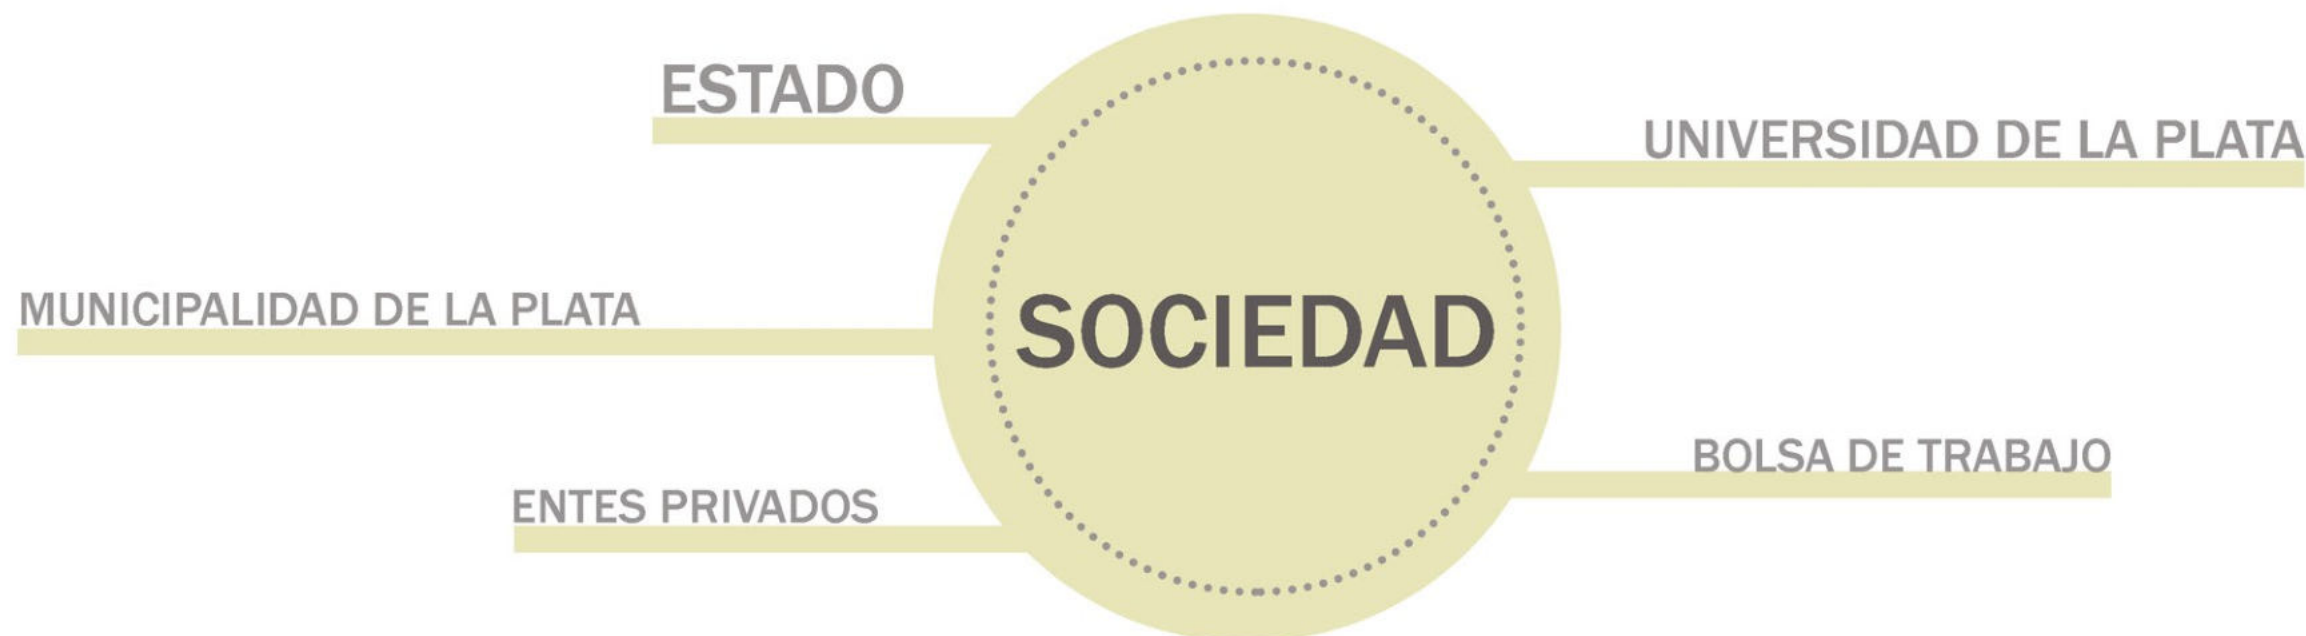 ESTADO
UNIVERSIDAD DE LA PLATA
MUNICIPALIDAD DE LA PLATA
SOCIEDAD
BOLSA DE TRABAJO
ENTES PRIVADOS